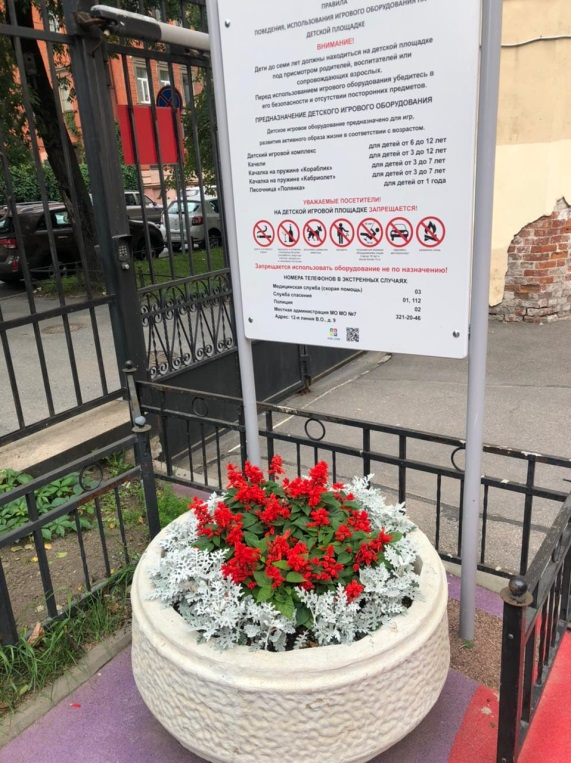 ПРАВИЛА
ПОВЕДЕНИЯ, ИСПОЛЬЗОВАНИЯ ИГРОВОГО ОБОРУДОВАНИЯ НА
ДЕТСКОЙ ПЛОЩАДКЕ
ВНИМАНИЕ!
Дети до семи лет должны находиться на детской площадке
под присмотром родителей, воспитателей или
сопровождающих взрослых.
Перед использованием игрового оборудования убедитесь в
его безопасности и отсутствии посторонних предметов.
ПРЕДНАЗНАЧЕНИЕ ДЕТСКОГО ИГРОВОГО ОБОРУДОВАНИЯ
Детское игровое оборудование предназначено для игр,
развития активного образа жизни в соответствии с возрастом.
Детский игровой комплекс для детей от 6 до 12 лет
Качели для детей от 3 до 12 лет
Качалка на пружине «Кораблик» для детей от 3 до 7 лет
Качалка на пружине «Кабриолет» для детей от 3 до 7 лет
Песочница «Полянка» для детей от 1 года
УВАЖАЕМЫЕ ПОСЕТИТЕЛИ!
НА ДЕТСКОЙ ИГРОВОЙ ПЛОЩАДКЕ ЗАПРЕЩАЕТСЯ!
Запрещается использовать оборудование не по назначению!
НОМЕРА ТЕЛЕФОНОВ В ЭКСТРЕННЫХ СЛУЧАЯХ
Медицинская служба (скорая помощь) 03
Служба спасения 01, 112
Полиция 02
Местная администрация МО МО №7 321-20-46
Адрес: 12-я линия В.О., д. 5